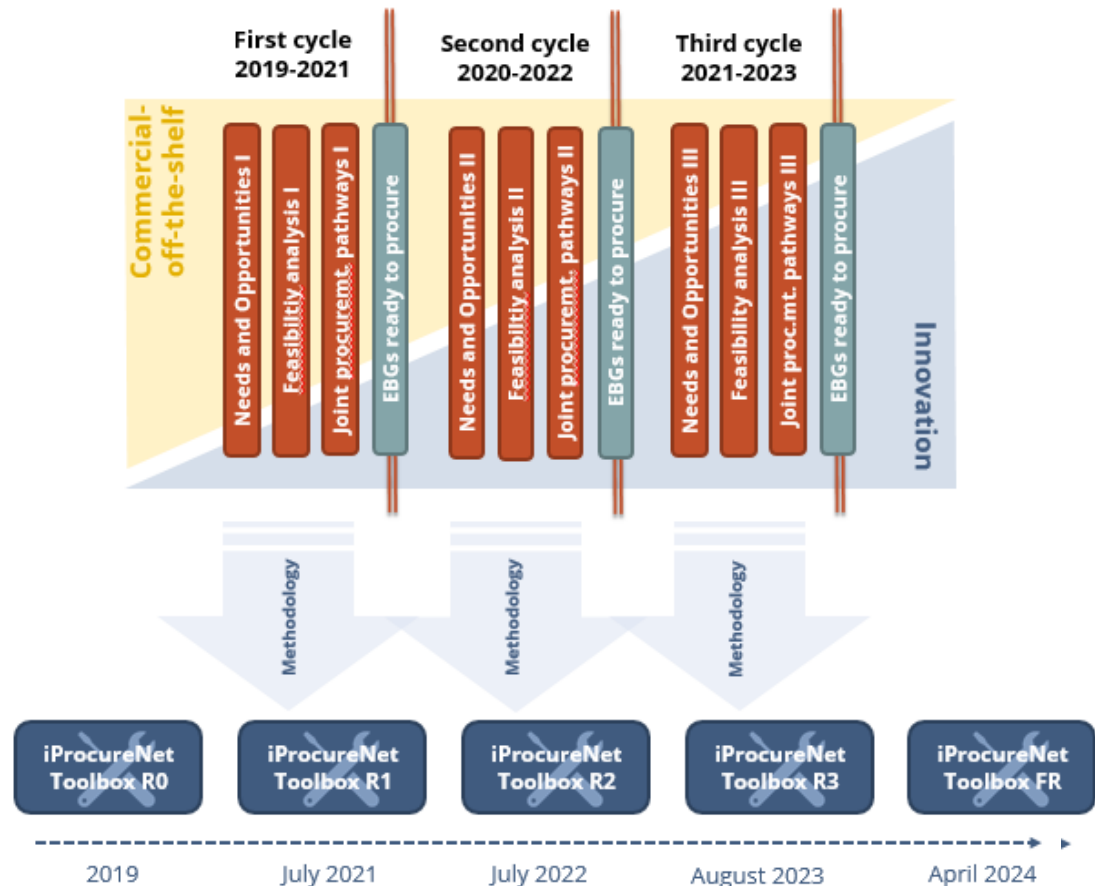 First cycle
2019-2021
Second cycle
2020-2022
Third cycle
2021-2023
Commercial-
off-the-shelf
Needs and Opportunities I
Feasibiltiy analysis I
Joint procuremt. pathways I
EBGs ready to procure
Needs and Opportunities II
Feasibiltiy analysis II
Joint procuremt. pathways II
EBGs ready to procure
Needs and Opportunities III
Feasibility analysis III
Joint proc.mt. pathways III
EBGs ready to procure
Innovation
Methodology
Methodology
Methodology
iProcureNet
Toolbox R0
iProcureNet
Toolbox R1
iProcureNet
Toolbox R2
iProcureNet
Toolbox R3
iProcureNet
Toolbox FR
2019
July 2021
July 2022
August 2023
April 2024